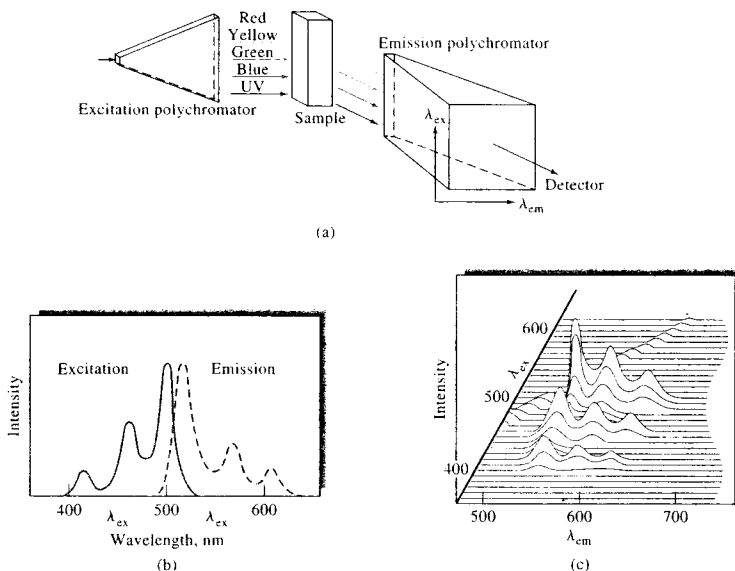 Red
Yellow
Green
Blue
UV
Excitation polychromator
Sample
Emission polychromator
λex
Detector
λem
(a)
Excitation
Emission
Intensity
400
λex
500
λex
600
Wavelength, nm
(b)
600
λex
500
400
Intensity
500
600
700
λem
(c)